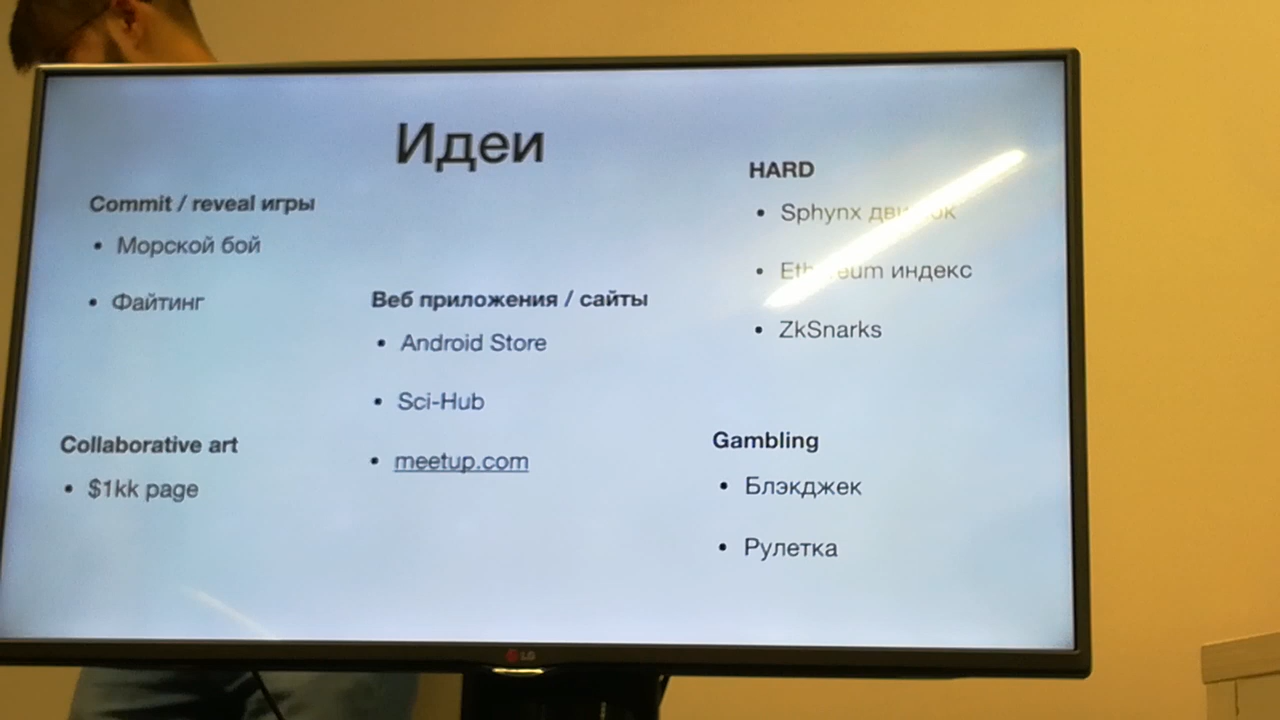 Идеи
Commit / reveal игры
• Морской бой
• Файтинг
Collaborative art
• $1kk page
Веб приложения / сайты
• Android Store
• Sci-Hub
• meetup.com
HARD
• Sphynx
• индекс
• ZkSnarks
Gambling
• Блэкджек
• Рулетка
LG